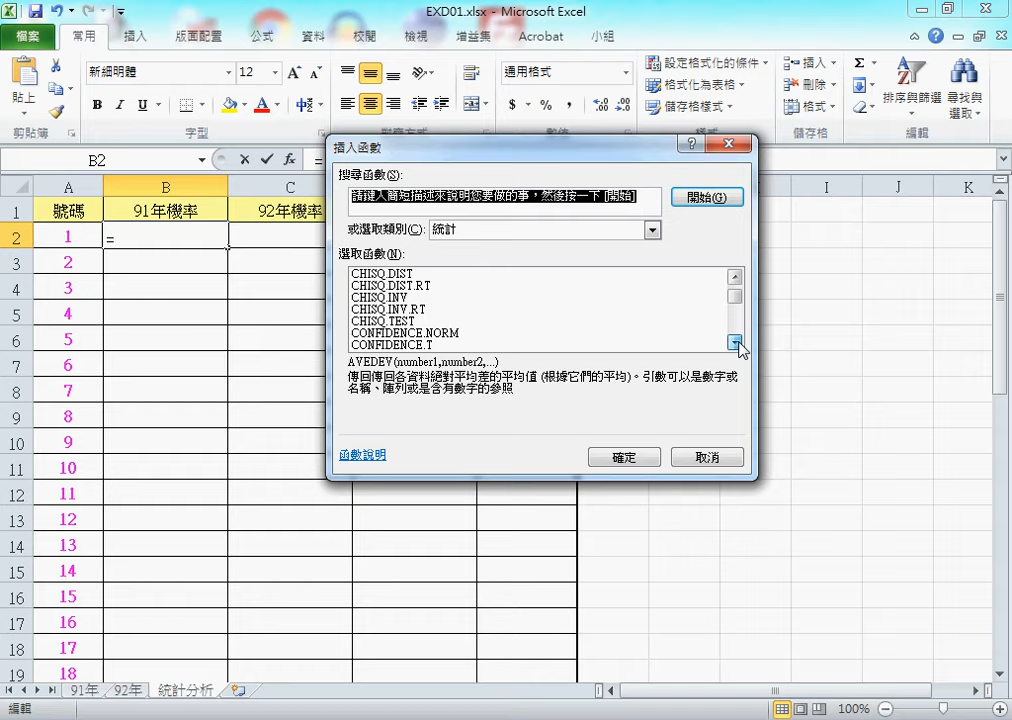 EXD01.xlsx - Microsoft Excel
檔案 常用 插入 版面配置 公式 資料 校閱 檢視 增益集 Acrobat 小組
貼上
新細明體 12
B I U
通用格式
$ % ,
設定格式化的條件
格式化為表格
儲存格樣式
插入
刪除
格式
Σ
排序與篩選
尋找與選取
剪貼簿 字型 儲存格 編輯
B2 fx =
A B C I J K
1 號碼 91年機率 92年機率
2 1 =
3 2
4 3
5 4
6 5
7 6
8 7
9 8
10 9
11 10
12 11
13 12
14 13
15 14
16 15
17 16
18 17
19 18
插入函數
搜尋函數(S):
請鍵入簡短描述來說明您要做的事，然後按一下 [開始]
開始(G)
或選取類別(C): 統計
選取函數(N):
CHISQ.DIST
CHISQ.DIST.RT
CHISQ.INV
CHISQ.INV.RT
CHISQ.TEST
CONFIDENCE.NORM
CONFIDENCE.T
AVEDEV(number1,number2,...)
傳回傳回各資料絕對平均差的平均值 (根據它們的平均)。引數可以是數字或
名稱、陣列或是含有數字的參照
函數說明
確定 取消
91年 92年 統計分析
編輯 100%